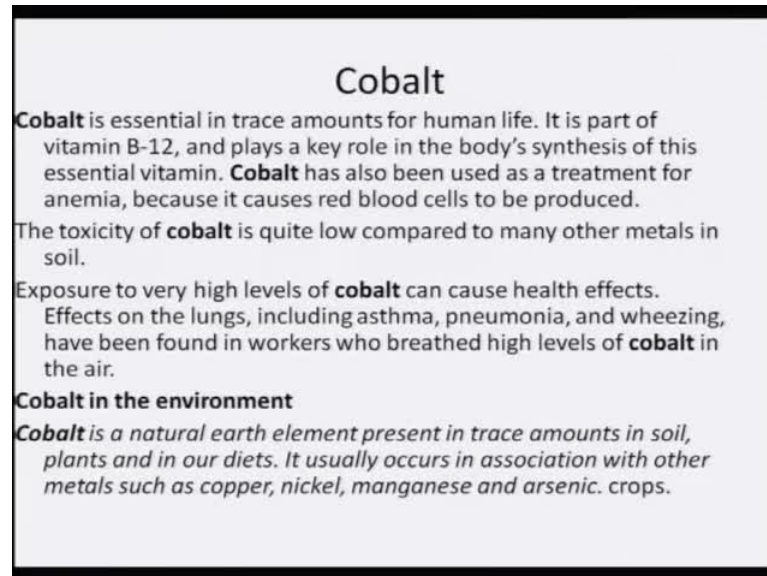 Cobalt
Cobalt is essential in trace amounts for human life. It is part of
vitamin B-12, and plays a key role in the body's synthesis of this
essential vitamin. Cobalt has also been used as a treatment for
anemia, because it causes red blood cells to be produced.
The toxicity of cobalt is quite low compared to many other metals in
soil.
Exposure to very high levels of cobalt can cause health effects.
Effects on the lungs, including asthma, pneumonia, and wheezing,
have been found in workers who breathed high levels of cobalt in
the air.
Cobalt in the environment
Cobalt is a natural earth element present in trace amounts in soil,
plants and in our diets. It usually occurs in association with other
metals such as copper, nickel, manganese and arsenic. crops.